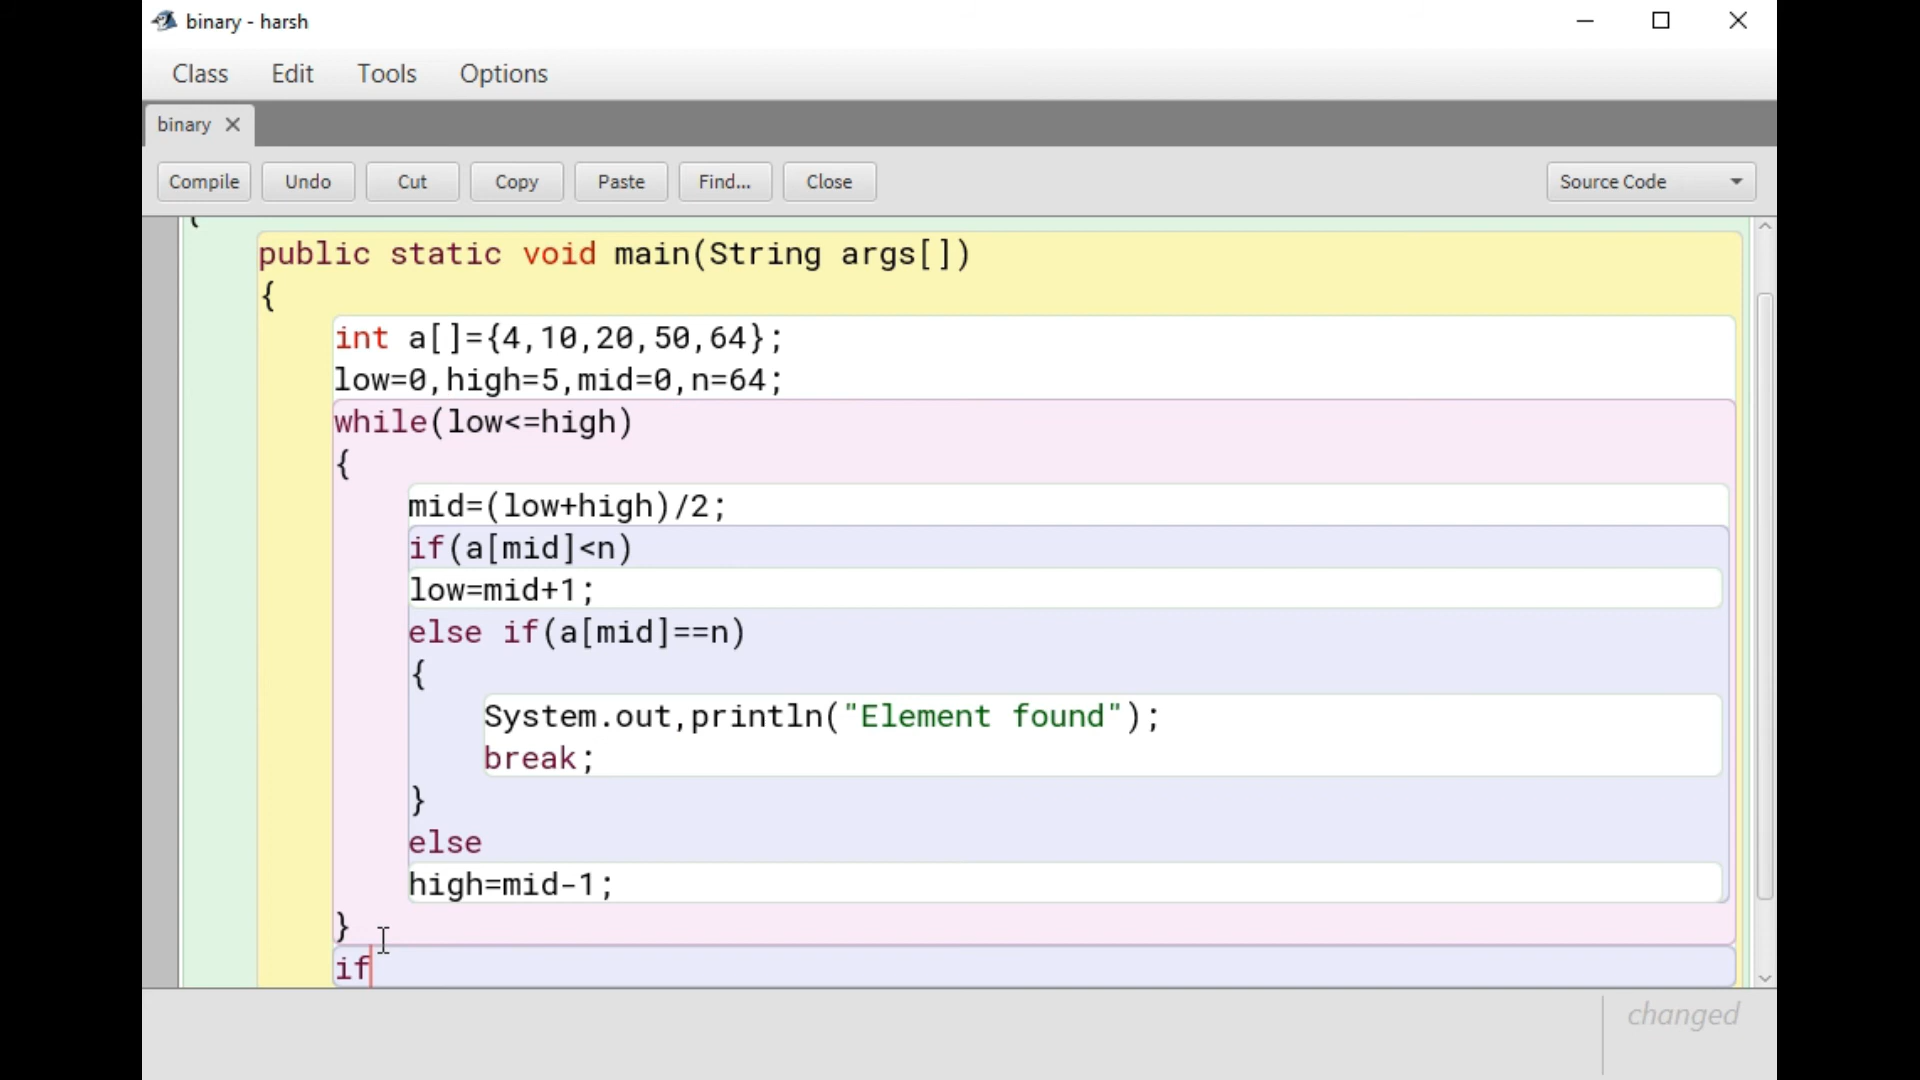 binary - harsh
Class Edit Tools Options
binary
Compile Undo Cut Copy Paste Find... Close Source Code
{
public static void main(String args[])
{
int a[]={4,10,20,50,64};
low=0,high=5,mid=0,n=64;
while(low<=high)
{
mid=(low+high)/2;
if(a[mid]<n)
low=mid+1;
else if(a[mid]==n)
{
System.out,println("Element found");
break;
}
else
high=mid-1;
}
if
changed